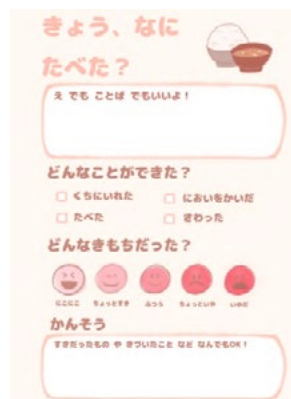 きょう、なに
たべた？
え でも ことば でもいいよ！
どんなことができた？
くちにいれた
においをかいだ
たべた
さわった
どんなきもちだった？
にこにこ ちょっとすき ふつう ちょっといや いやだ
かんそう
すきだったもの や きづいたこと など なんでもOK！